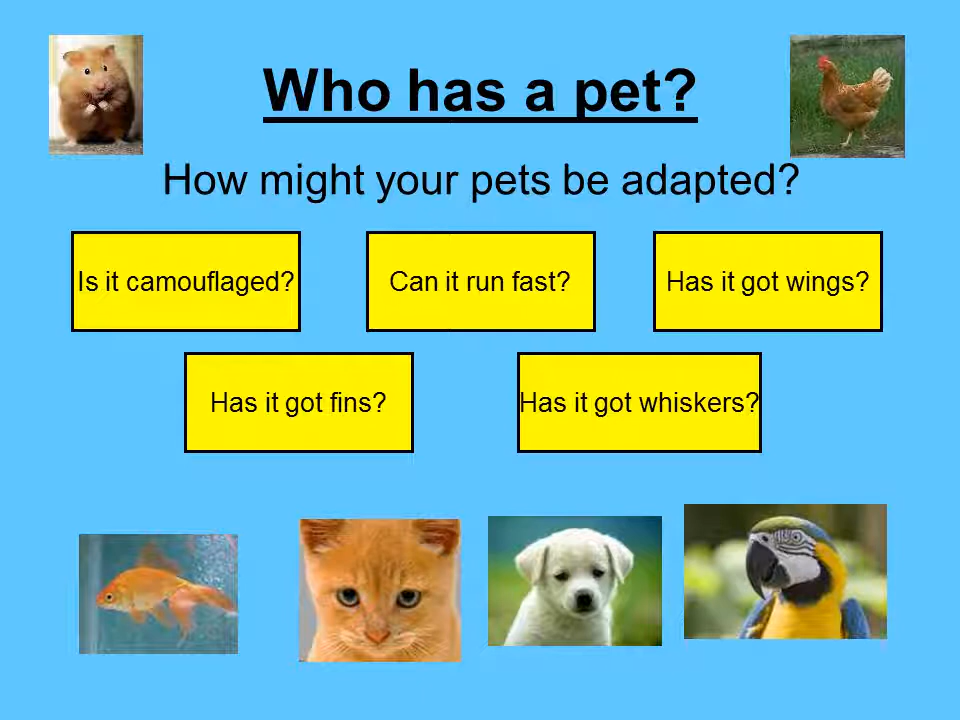 Who has a pet?
How might your pets be adapted?
Is it camouflaged?
Can it run fast?
Has it got wings?
Has it got fins?
Has it got whiskers?